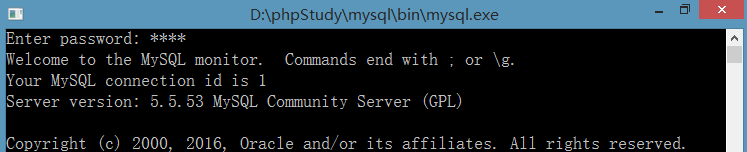 D:\phpStudy\mysql\bin\mysql.exe
Enter password: ****
Welcome to the MySQL monitor.  Commands end with ; or \g.
Your MySQL connection id is 1
Server version: 5.5.53 MySQL Community Server (GPL)
Copyright (c) 2000, 2016, Oracle and/or its affiliates. All rights reserved.